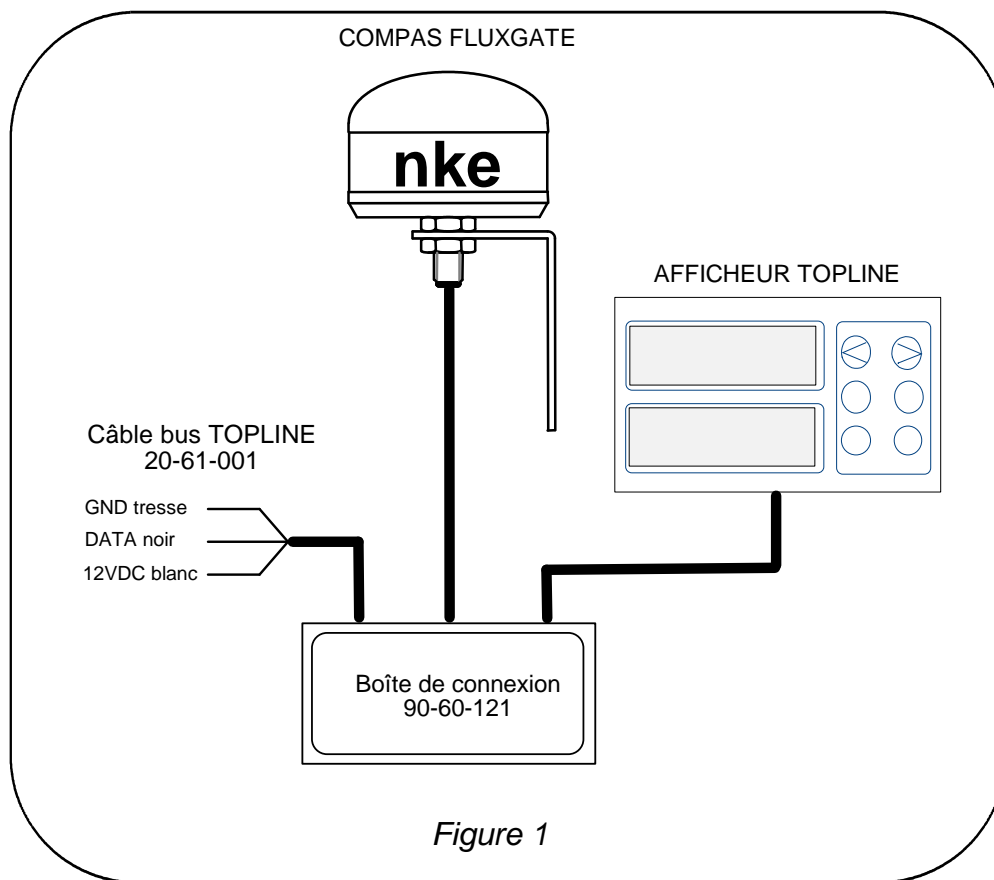 COMPAS FLUXGATE
nke
AFFICHEUR TOPLINE
Câble bus TOPLINE
20-61-001
GND tresse
DATA noir
12VDC blanc
Boîte de connexion
90-60-121
Figure 1